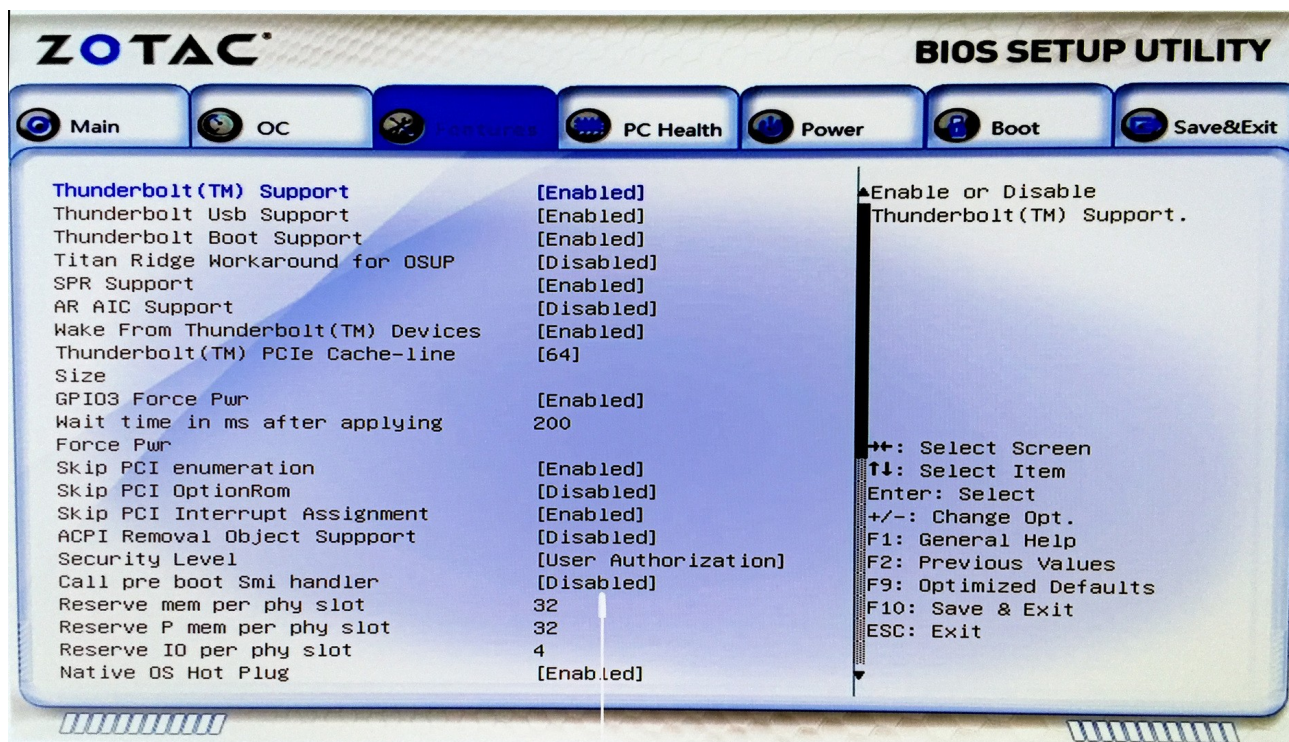 ZOTAC
BIOS SETUP UTILITY
Main
OC
Features
PC Health
Power
Boot
Save&Exit
Thunderbolt(TM) Support [Enabled]
Thunderbolt Usb Support [Enabled]
Thunderbolt Boot Support [Enabled]
Titan Ridge Workaround for OSUP [Disabled]
SPR Support [Enabled]
AR AIC Support [Disabled]
Wake From Thunderbolt(TM) Devices [Enabled]
Thunderbolt(TM) PCIe Cache-line [64]
Size
GPIO3 Force Pwr [Enabled]
Wait time in ms after applying 200
Force Pwr
Skip PCI enumeration [Enabled]
Skip PCI OptionRom [Disabled]
Skip PCI Interrupt Assignment [Enabled]
ACPI Removal Object Suppport [Disabled]
Security Level [User Authorization]
Call pre boot Smi handler [Disabled]
Reserve mem per phy slot 32
Reserve P mem per phy slot 32
Reserve IO per phy slot 4
Native OS Hot Plug [Enabled]
Enable or Disable
Thunderbolt(TM) Support.
→←: Select Screen
↑↓: Select Item
Enter: Select
+/-: Change Opt.
F1: General Help
F2: Previous Values
F9: Optimized Defaults
F10: Save & Exit
ESC: Exit